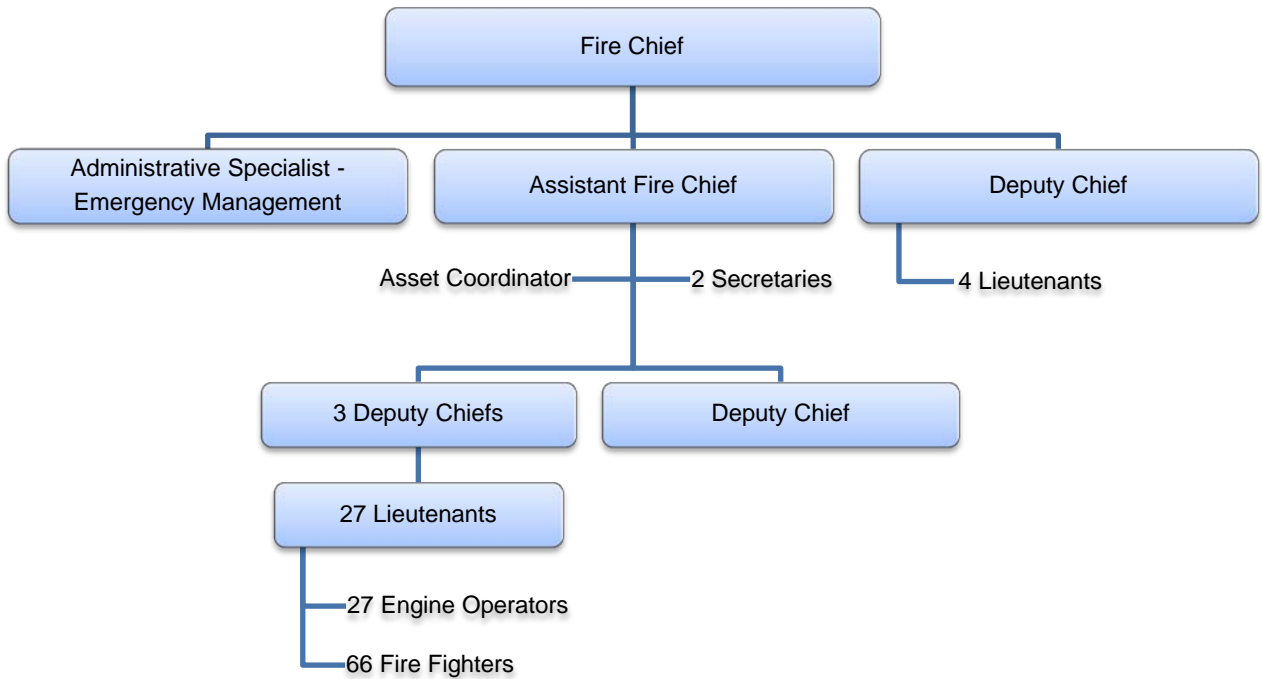 Fire Chief
Administrative Specialist -
Emergency Management
Assistant Fire Chief
Deputy Chief
Asset Coordinator
2 Secretaries
4 Lieutenants
3 Deputy Chiefs
Deputy Chief
27 Lieutenants
27 Engine Operators
66 Fire Fighters